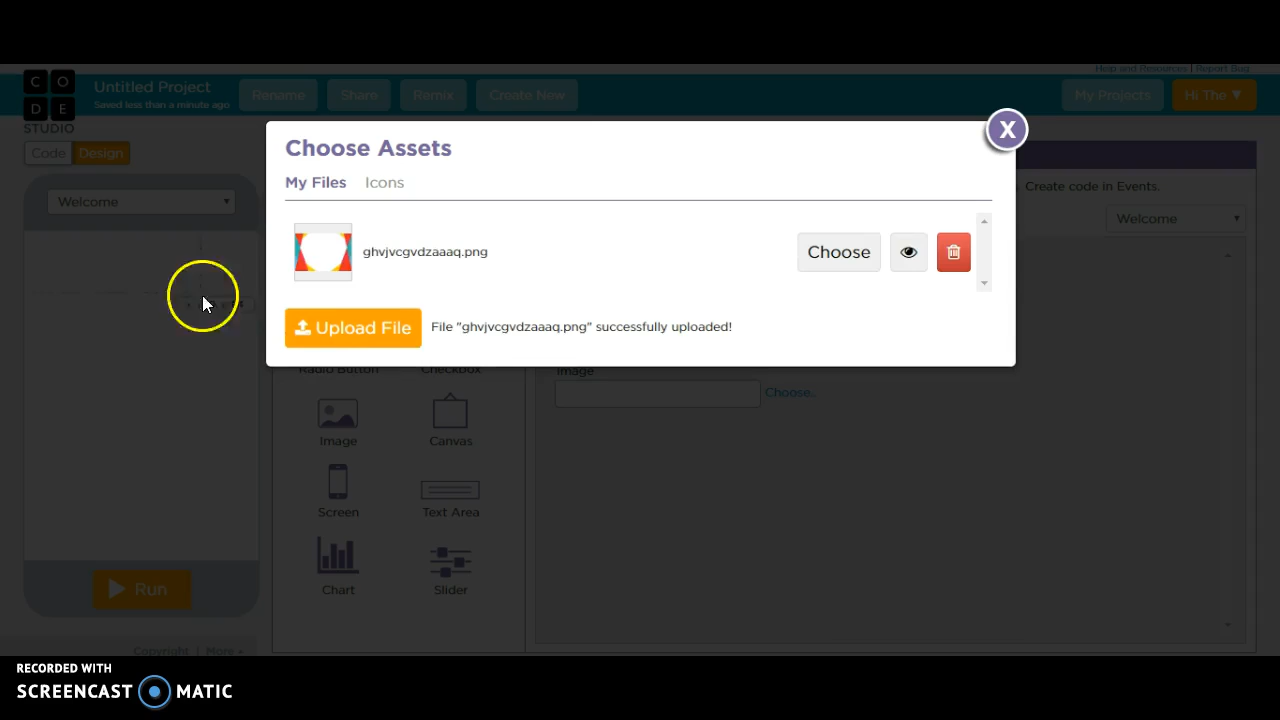 Help and Resources | Report Bug
C O
D E
STUDIO
Untitled Project
Saved less than a minute ago
Rename
Share
Remix
Create New
My Projects
Hi The ▼
Code
Design
Choose Assets
X
My Files
Icons
Create code in Events.
Welcome
Welcome
ghvjvcgvdzaaaq.png
Choose
Upload File
File "ghvjvcgvdzaaaq.png" successfully uploaded!
Radio Button
Checkbox
Image
Choose..
Image
Canvas
Screen
Text Area
Chart
Slider
Run
Copyright | More
RECORDED WITH
SCREENCAST MATIC